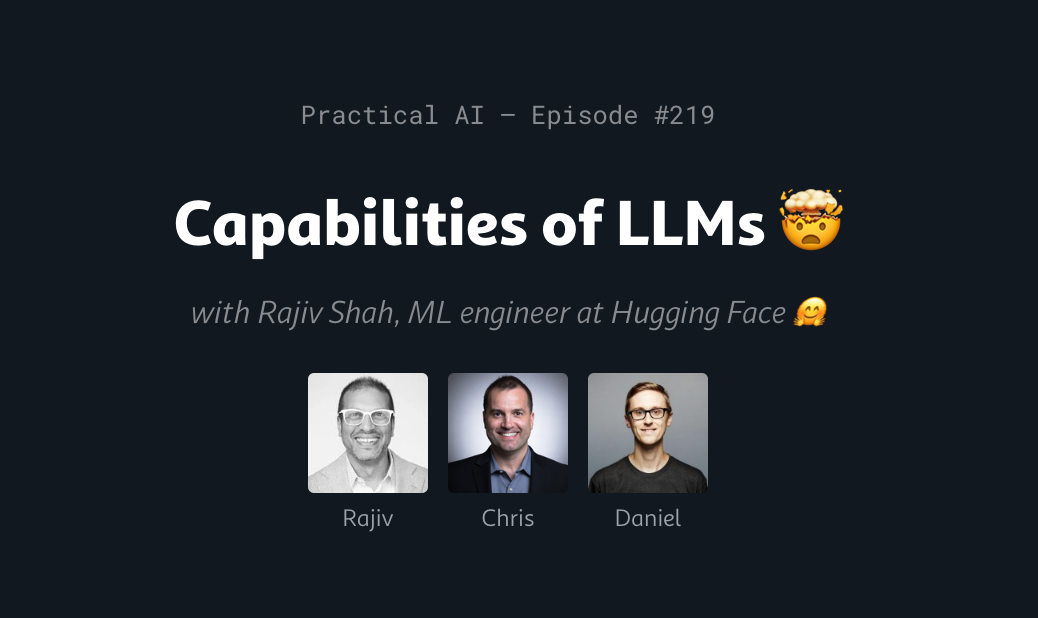 Practical AI – Episode #219
Capabilities of LLMs 🤯
with Rajiv Shah, ML engineer at Hugging Face 🤗
Rajiv
Chris
Daniel